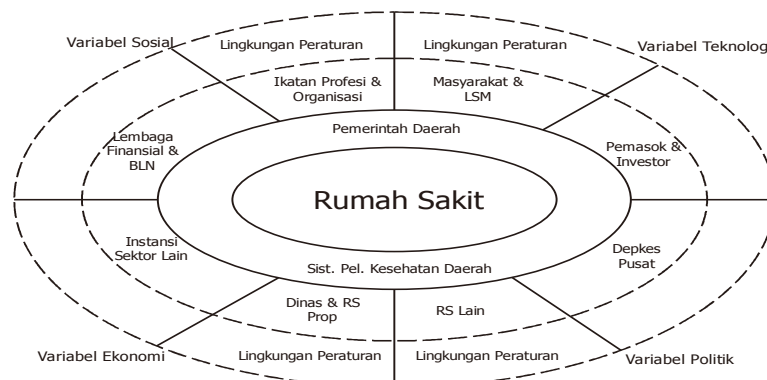 Variabel Sosial
Lingkungan Peraturan
Lingkungan Peraturan
Variabel Teknolog
Ikatan Profesi &
Organisasi
Masyarakat &
LSM
Lembaga
Finansial &
BLN
Pemerintah Daerah
Pemasok &
Investor
Rumah Sakit
Instansi
Sektor Lain
Sist. Pel. Kesehatan Daerah
Depkes
Pusat
Dinas & RS
Prop
RS Lain
Variabel Ekonomi
Lingkungan Peraturan
Lingkungan Peraturan
Variabel Politik